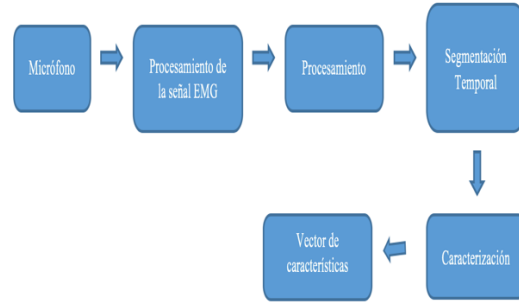 Micrófono
Procesamiento de
la señal EMG
Procesamiento
Segmentación
Temporal
Caracterización
Vector de
características